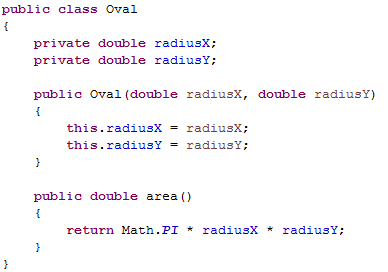 public class Oval
{
    private double radiusX;
    private double radiusY;

    public Oval(double radiusX, double radiusY)
    {
        this.radiusX = radiusX;
        this.radiusY = radiusY;
    }

    public double area()
    {
        return Math.PI * radiusX * radiusY;
    }
}